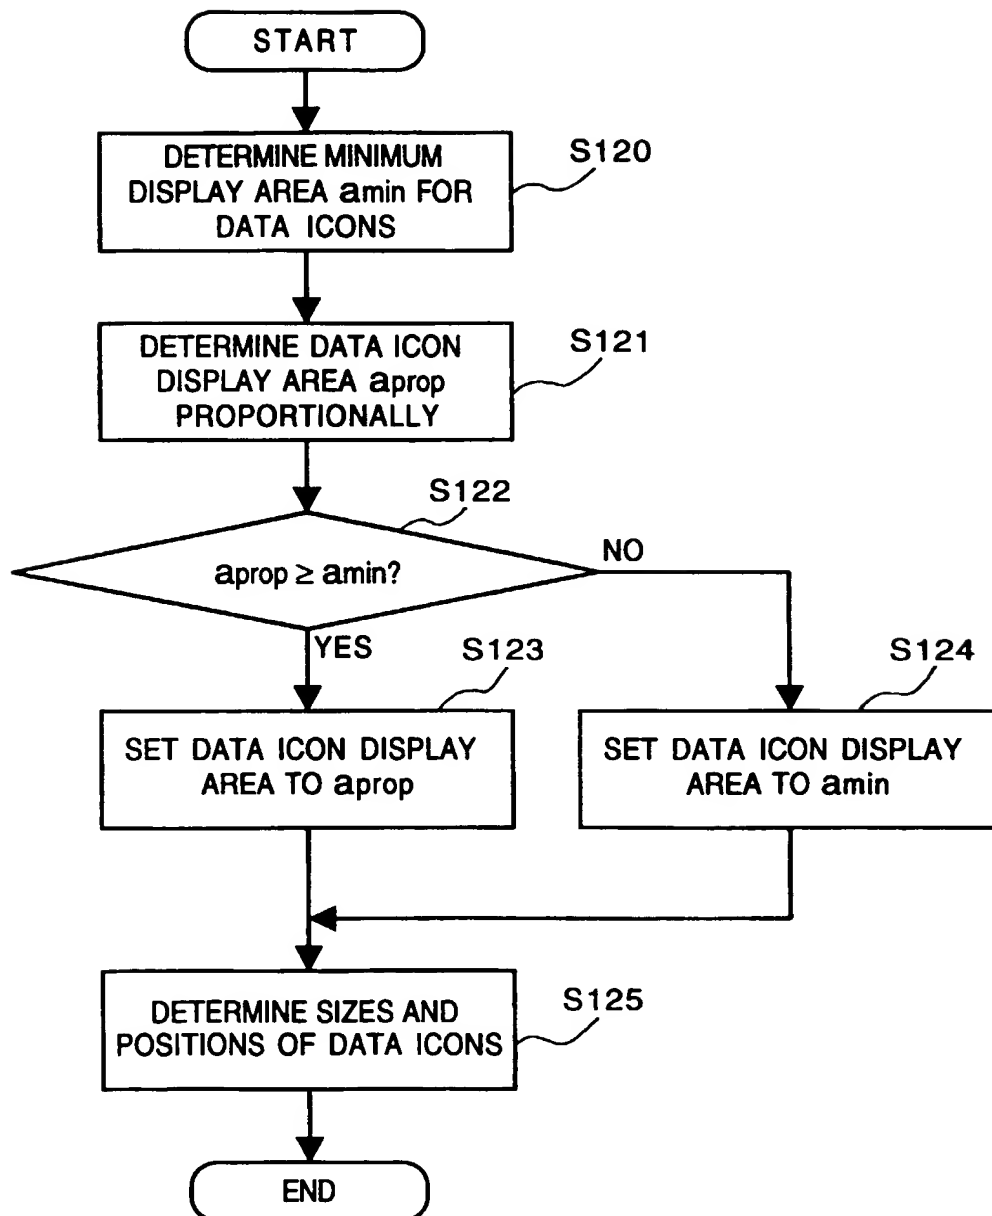 START
S120
DETERMINE MINIMUM
DISPLAY AREA amin FOR
DATA ICONS
S121
DETERMINE DATA ICON
DISPLAY AREA aprop
PROPORTIONALLY
S122
aprop ≥ amin?
NO
YES
S123
SET DATA ICON DISPLAY
AREA TO aprop
S124
SET DATA ICON DISPLAY
AREA TO amin
S125
DETERMINE SIZES AND
POSITIONS OF DATA ICONS
END